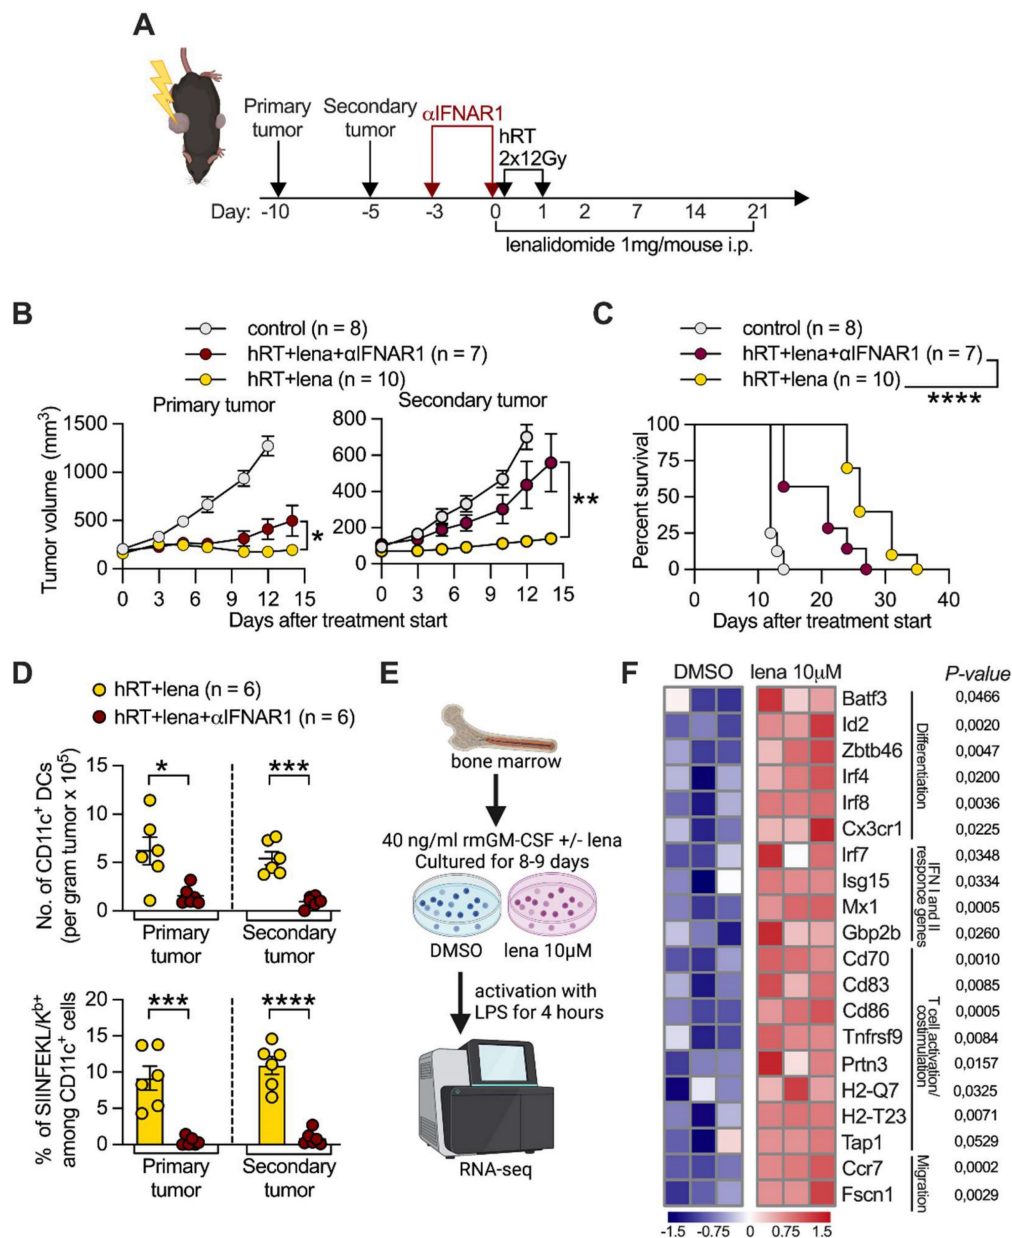 A
Primary tumor
Secondary tumor
αIFNAR1
hRT
2x12Gy
Day: -10 -5 -3 0 1 2 7 14 21
lenalidomide 1mg/mouse i.p.
B
control (n = 8)
hRT+lena+αIFNAR1 (n = 7)
hRT+lena (n = 10)
Primary tumor
Secondary tumor
Tumor volume (mm³)
1500
1000
500
0
0 3 6 9 12 15
*
800
600
400
200
0
0 3 6 9 12 15
**
Days after treatment start
C
control (n = 8)
hRT+lena+αIFNAR1 (n = 7)
hRT+lena (n = 10)
****
Percent survival
100
75
50
25
0
0 10 20 30 40
Days after treatment start
D
hRT+lena (n = 6)
hRT+lena+αIFNAR1 (n = 6)
No. of CD11c⁺ DCs
(per gram tumor x 10⁵)
15
10
5
0
* ***
Primary tumor
Secondary tumor
% of SIINFEKL/Kᵇ⁺
among CD11c⁺ cells
20
15
10
5
0
*** ****
Primary tumor
Secondary tumor
E
bone marrow
40 ng/ml rmGM-CSF +/- lena
Cultured for 8-9 days
DMSO lena 10µM
activation with
LPS for 4 hours
RNA-seq
F
DMSO lena 10µM P-value
Batf3 0,0466
Id2 0,0020
Zbtb46 0,0047
Irf4 0,0200
Irf8 0,0036
Cx3cr1 0,0225
Irf7 0,0348
Isg15 0,0334
Mx1 0,0005
Gbp2b 0,0260
Cd70 0,0010
Cd83 0,0085
Cd86 0,0005
Tnfrsf9 0,0084
Prtn3 0,0157
H2-Q7 0,0325
H2-T23 0,0071
Tap1 0,0529
Ccr7 0,0002
Fscn1 0,0029
Differentiation
IFN I and II
responce genes
T cell activation/
costimulation
Migration
-1.5 -0.75 0 0.75 1.5